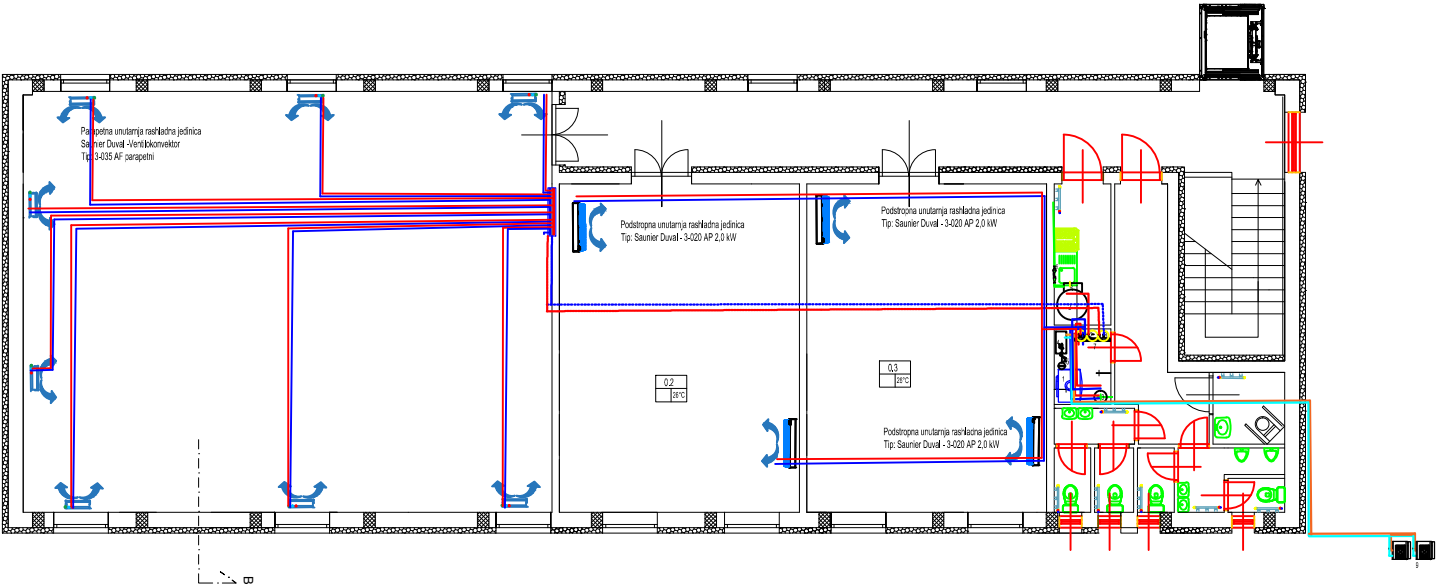 Parapetna unutarnja rashladna jedinica
Saunier Duval -Ventilokonvektor
Tip: 3-035 AF parapetni
Podstropna unutarnja rashladna jedinica
Tip: Saunier Duval - 3-020 AP 2,0 kW
Podstropna unutarnja rashladna jedinica
Tip: Saunier Duval - 3-020 AP 2,0 kW
0.2
26°C
0.3
26°C
Podstropna unutarnja rashladna jedinica
Tip: Saunier Duval - 3-020 AP 2,0 kW
9
B